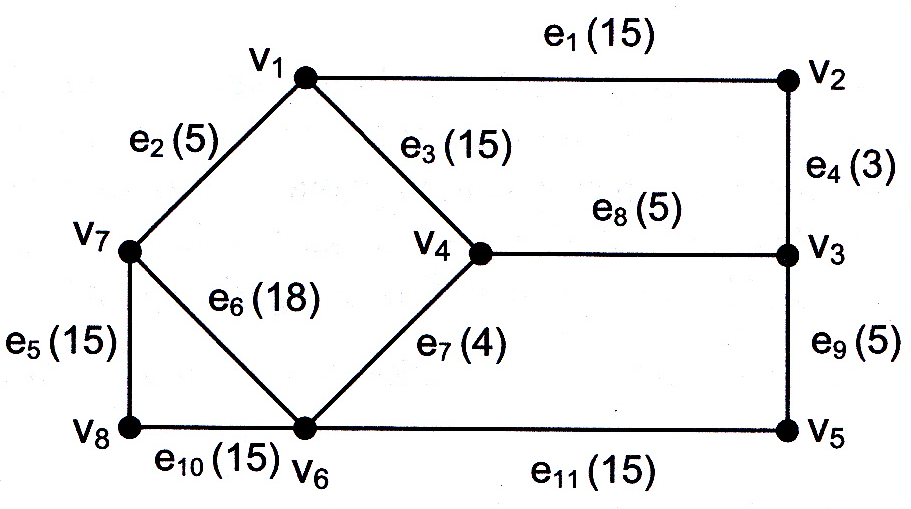 e₁ (15)
v₁
v₂
e₂ (5)
e₃ (15)
e₄ (3)
e₈ (5)
v₇
v₄
v₃
e₆ (18)
e₅ (15)
e₇ (4)
e₉ (5)
v₈
v₅
e₁₀ (15)
v₆
e₁₁ (15)